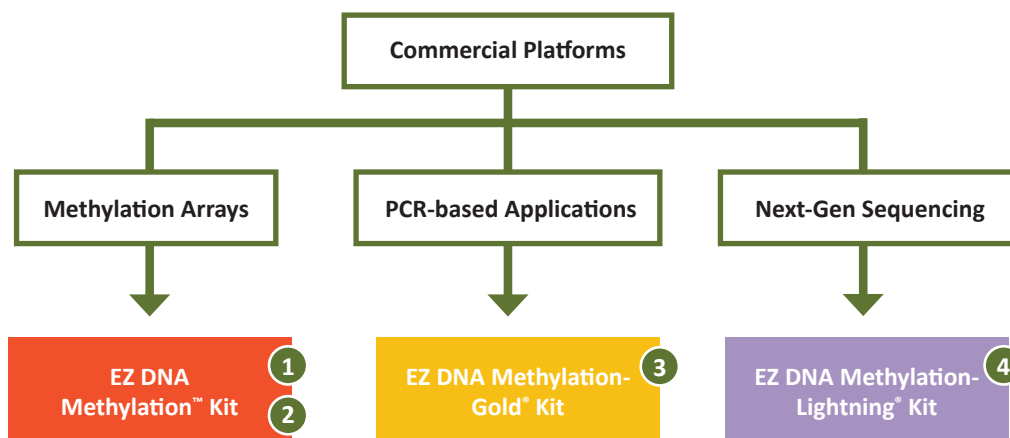 Commercial Platforms
Methylation Arrays
PCR-based Applications
Next-Gen Sequencing
EZ DNA
Methylation™ Kit
1
2
EZ DNA Methylation-
Gold® Kit
3
EZ DNA Methylation-
Lightning® Kit
4